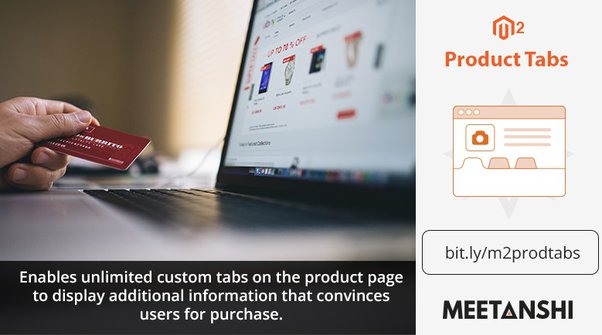 UP TO 70 % OFF
Enables unlimited custom tabs on the product page
to display additional information that convinces
users for purchase.
2
Product Tabs
bit.ly/m2prodtabs
MEETANSHI